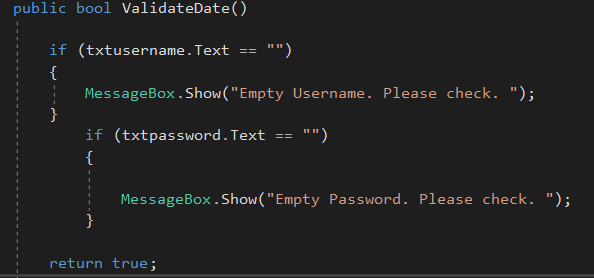 public bool ValidateDate()
if (txtusername.Text == "")
{
MessageBox.Show("Empty Username. Please check. ");
}
if (txtpassword.Text == "")
{
MessageBox.Show("Empty Password. Please check. ");
}
return true;